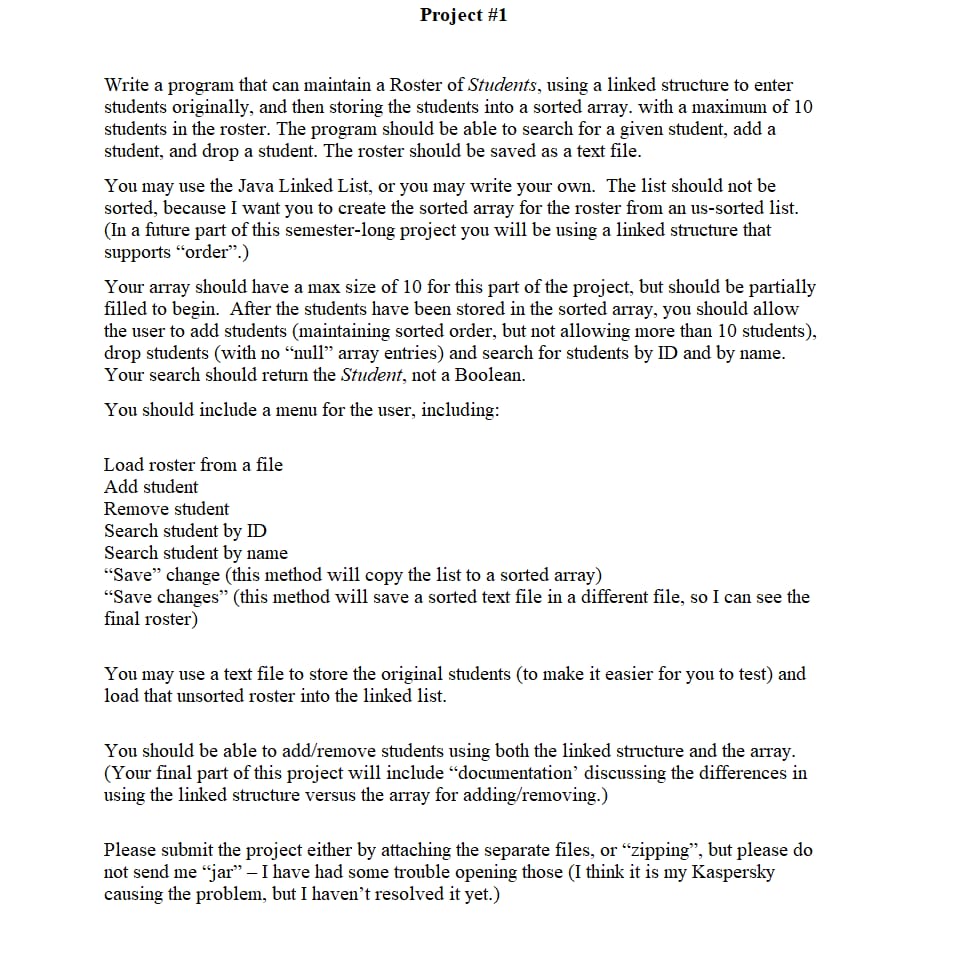 Project #1
Write a program that can maintain a Roster of Students, using a linked structure to enter
students originally, and then storing the students into a sorted array. with a maximum of 10
students in the roster. The program should be able to search for a given student, add a
student, and drop a student. The roster should be saved as a text file.
You may use the Java Linked List, or you may write your own.  The list should not be
sorted, because I want you to create the sorted array for the roster from an us-sorted list.
(In a future part of this semester-long project you will be using a linked structure that
supports “order”.)
Your array should have a max size of 10 for this part of the project, but should be partially
filled to begin.  After the students have been stored in the sorted array, you should allow
the user to add students (maintaining sorted order, but not allowing more than 10 students),
drop students (with no “null” array entries) and search for students by ID and by name.
Your search should return the Student, not a Boolean.
You should include a menu for the user, including:
Load roster from a file
Add student
Remove student
Search student by ID
Search student by name
“Save” change (this method will copy the list to a sorted array)
“Save changes” (this method will save a sorted text file in a different file, so I can see the
final roster)
You may use a text file to store the original students (to make it easier for you to test) and
load that unsorted roster into the linked list.
You should be able to add/remove students using both the linked structure and the array.
(Your final part of this project will include “documentation’ discussing the differences in
using the linked structure versus the array for adding/removing.)
Please submit the project either by attaching the separate files, or “zipping”, but please do
not send me “jar” – I have had some trouble opening those (I think it is my Kaspersky
causing the problem, but I haven’t resolved it yet.)